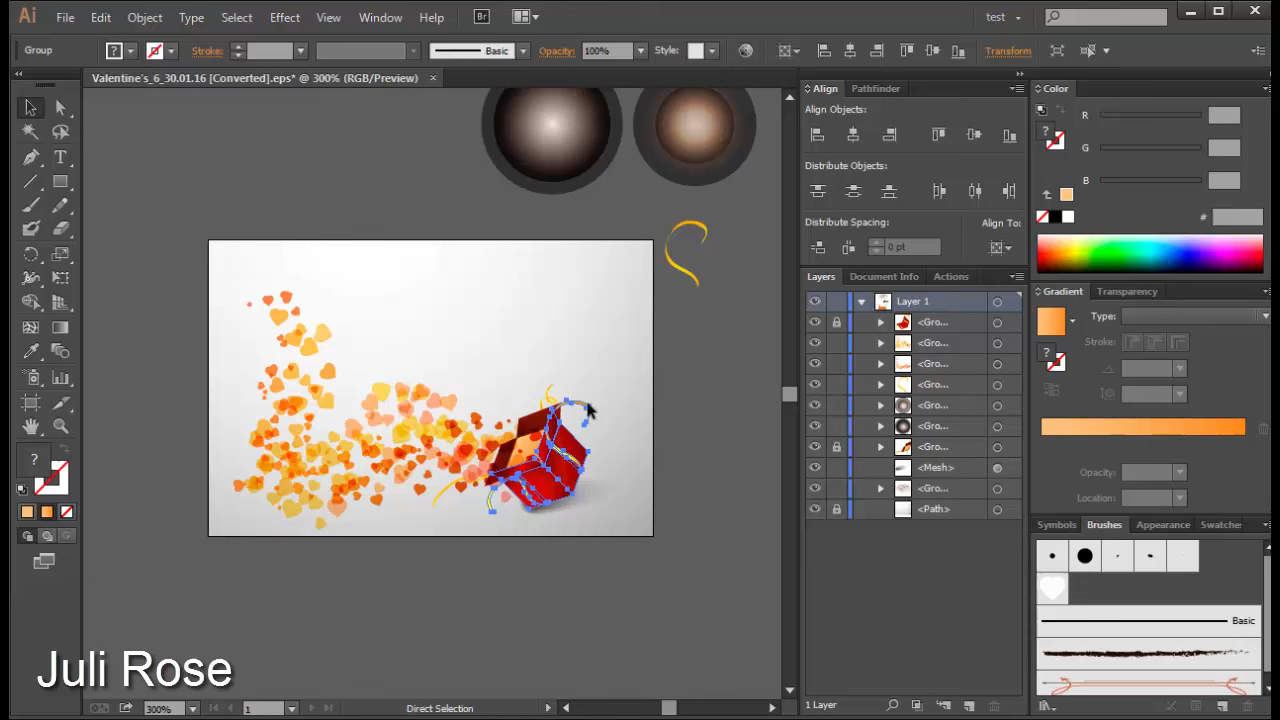 Ai File Edit Object Type Select Effect View Window Help Br test
Group ? Stroke: Basic Opacity: 100% Style: Transform
Valentine's_6_30.01.16 [Converted].eps* @ 300% (RGB/Preview) ×
Align Pathfinder
Align Objects:
Distribute Objects:
Distribute Spacing: Align To:
0 pt
Layers Document Info Actions
Layer 1
<Gro...
<Gro...
<Gro...
<Gro...
<Gro...
<Gro...
<Gro...
<Mesh>
<Gro...
<Path>
1 Layer
Color
? R
G
B
#
Gradient Transparency
Type:
Stroke:
?
Opacity:
Location:
Symbols Brushes Appearance Swatche
Basic
T
?
Juli Rose
300% 1 Direct Selection